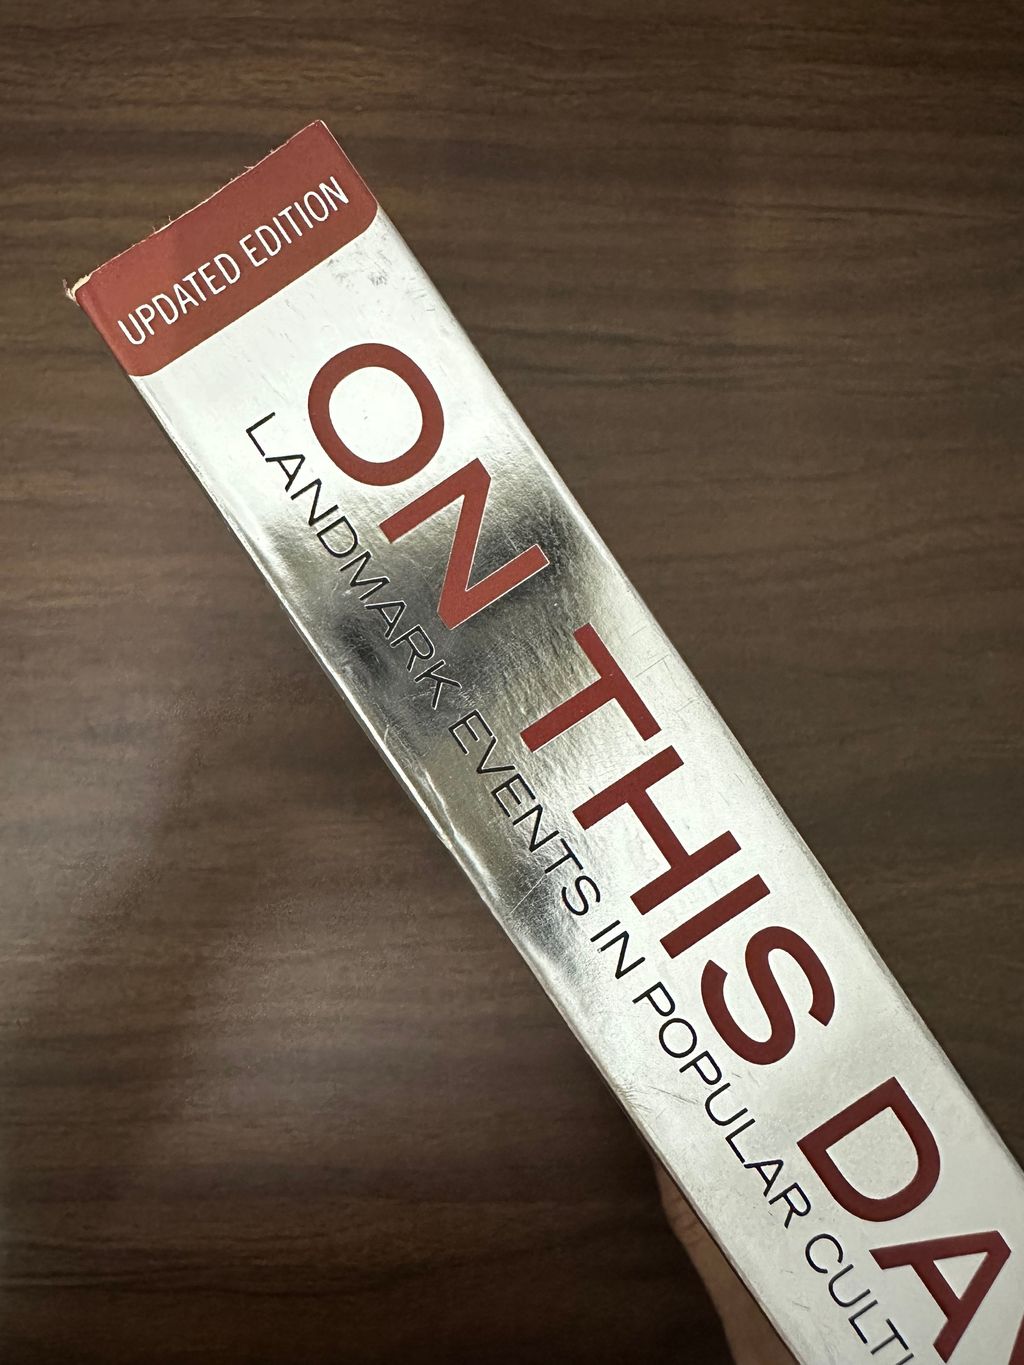 UPDATED EDITION
ON THIS DA
LANDMARK EVENTS IN POPULAR CULT